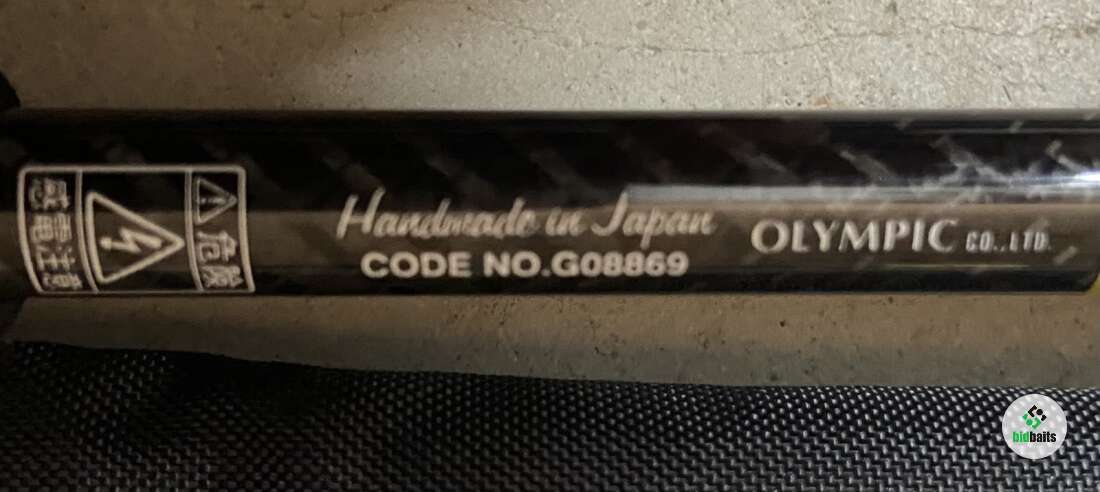 ⚠危険
感電注意
Handmade in Japan
CODE NO.G08869
OLYMPIC CO.,LTD.
bidbaits